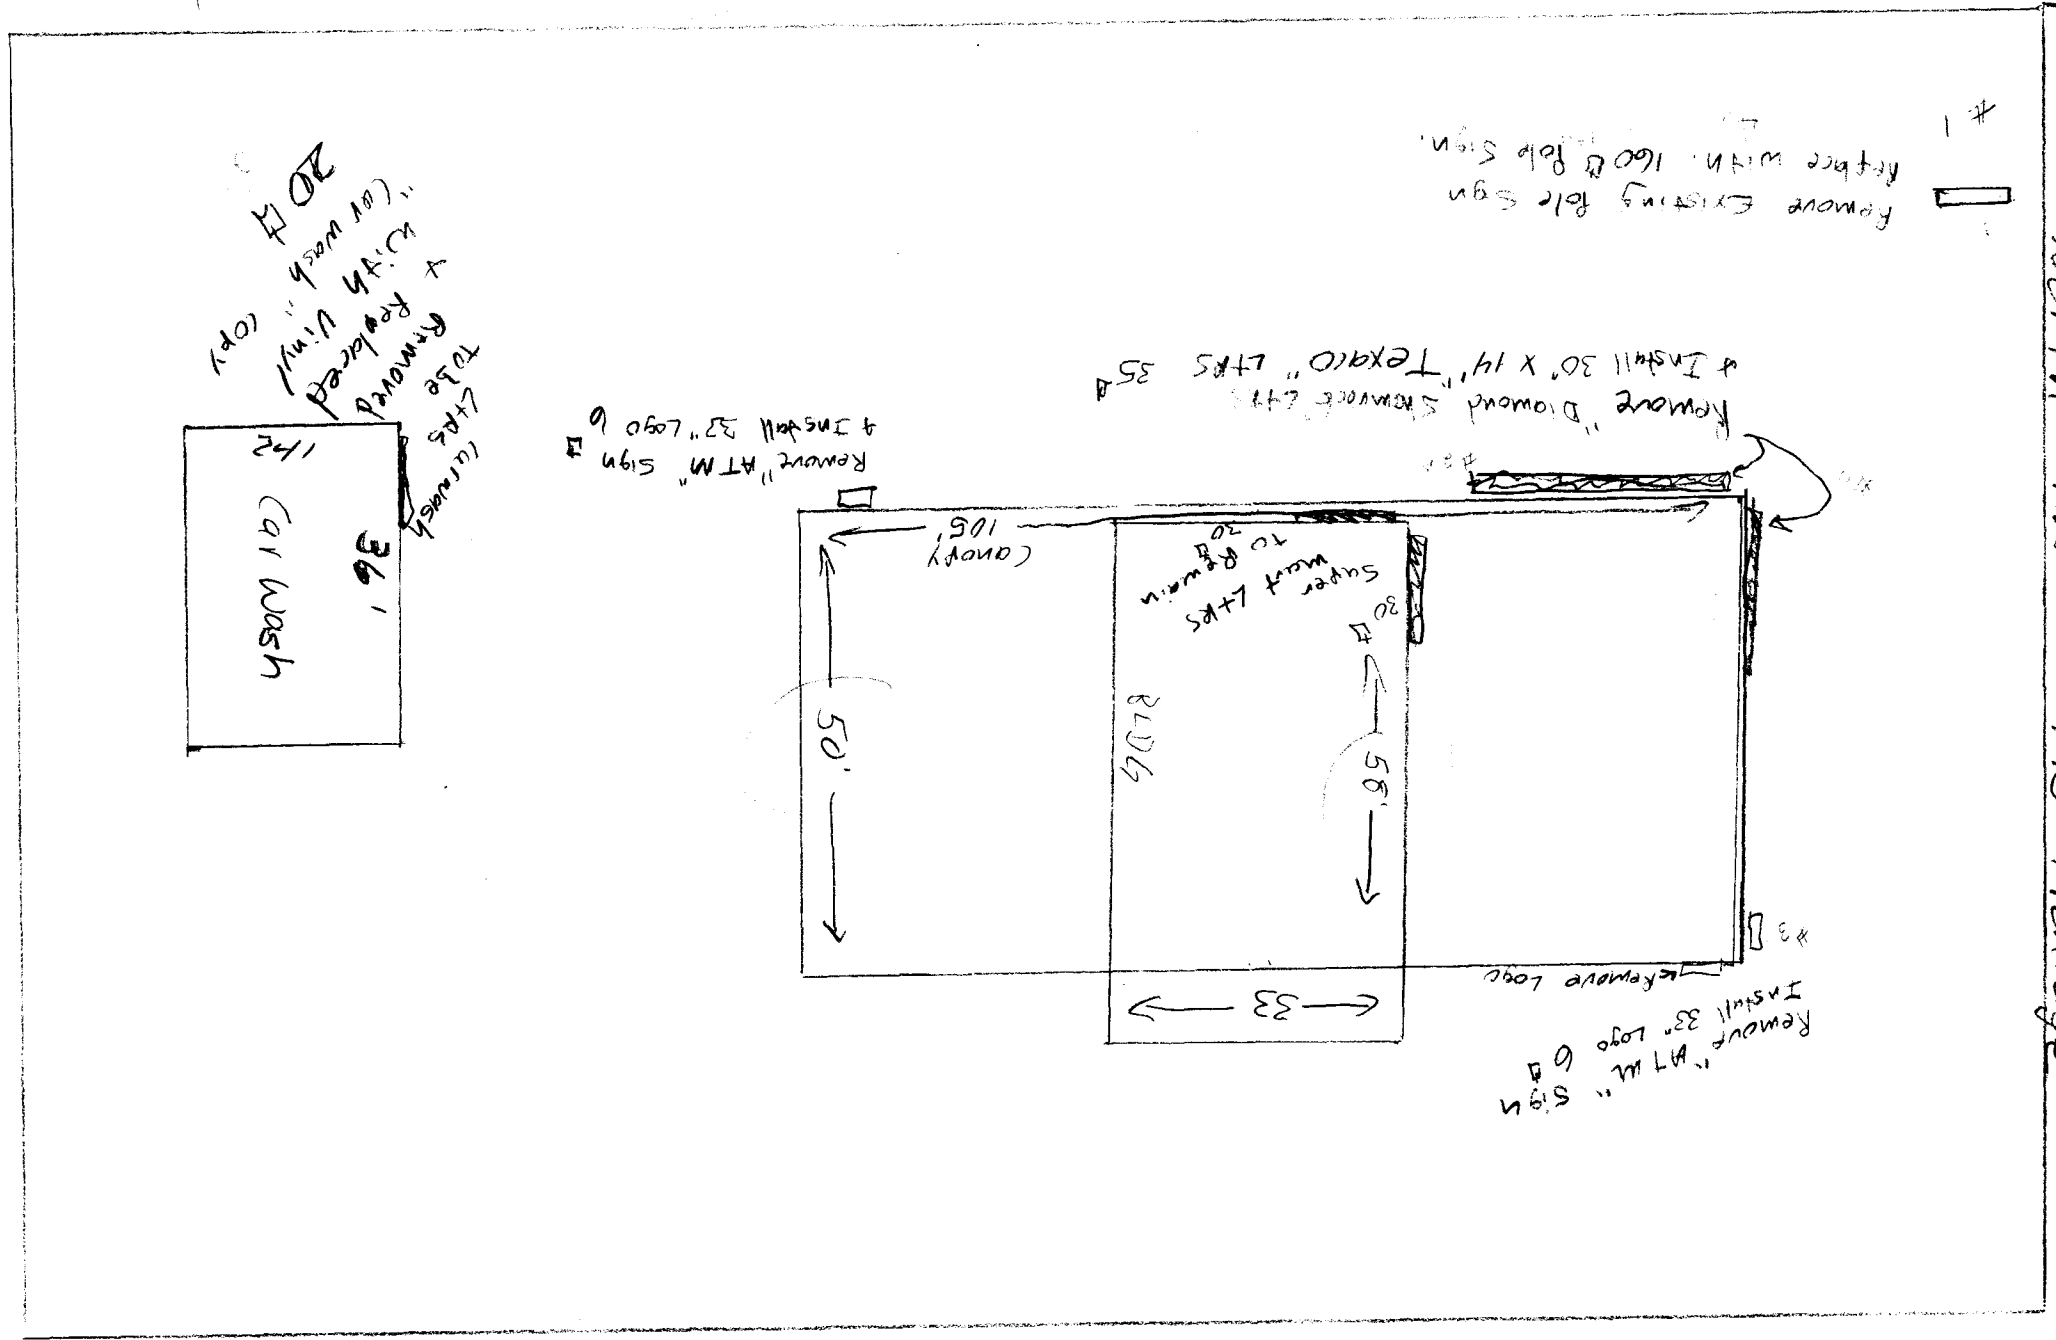 Remove Existing Pole Sign
Replace with 160 Pole Sign.
#1
Remove "Diamond Shamrock" Ltrs
+ Install 30" x 14' "Texaco" LtRS 35
#2
Remove "ATM" Sign
+ Install 33" Logo 6
Canopy
105'
50'
Super
mart LtRS
to Remain
30
30
58'
BLDG
33
#3
Remove Logo
Remove "ATM" Sign
Install 33" Logo 6
Carwash
LtRS
To Be
Removed
+ Replaced
with Vinyl
"Car wash" copy
20
24'
36'
Car Wash